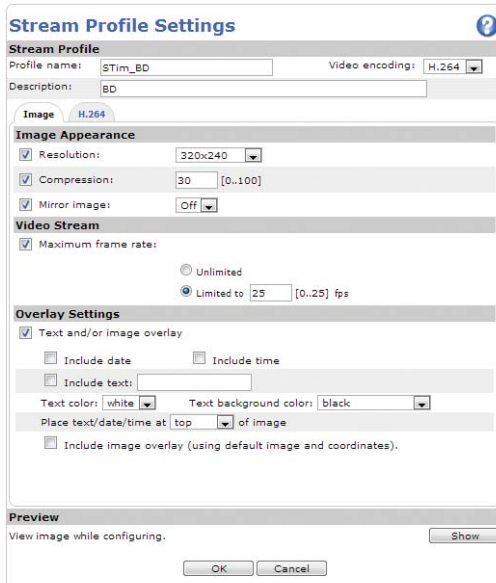 Stream Profile Settings
?
Stream Profile
Profile name: STim_BD Video encoding: H.264
Description: BD
Image H.264
Image Appearance
Resolution: 320x240
Compression: 30 [0..100]
Mirror image: Off
Video Stream
Maximum frame rate:
Unlimited
Limited to 25 [0..25] fps
Overlay Settings
Text and/or image overlay
Include date Include time
Include text:
Text color: white Text background color: black
Place text/date/time at top of image
Include image overlay (using default image and coordinates).
Preview
View image while configuring. Show
OK Cancel